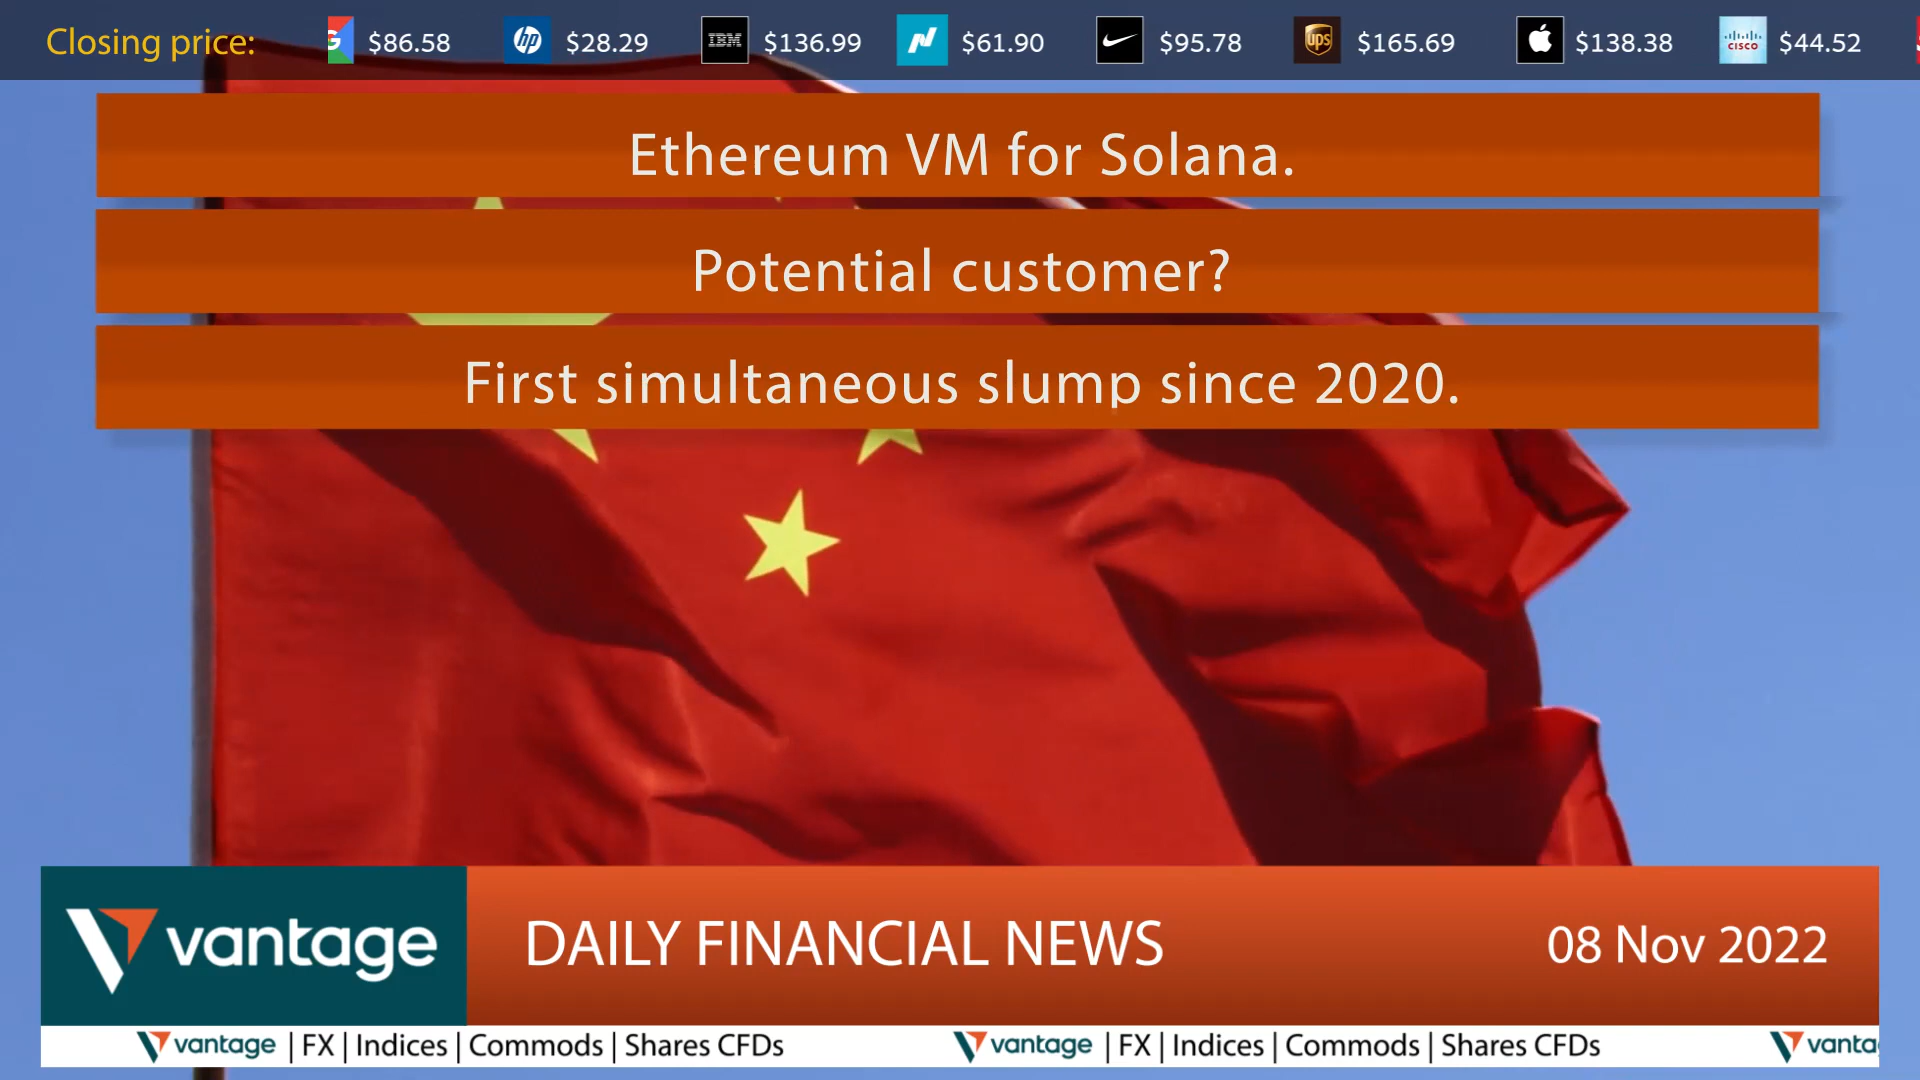 Closing price: G $86.58 hp $28.29 IBM $136.99 $61.90 $95.78 ups $165.69 $138.38 CISCO $44.52
Ethereum VM for Solana.
Potential customer?
First simultaneous slump since 2020.
vantage DAILY FINANCIAL NEWS 08 Nov 2022
vantage | FX | Indices | Commods | Shares CFDs vantage | FX | Indices | Commods | Shares CFDs vanta